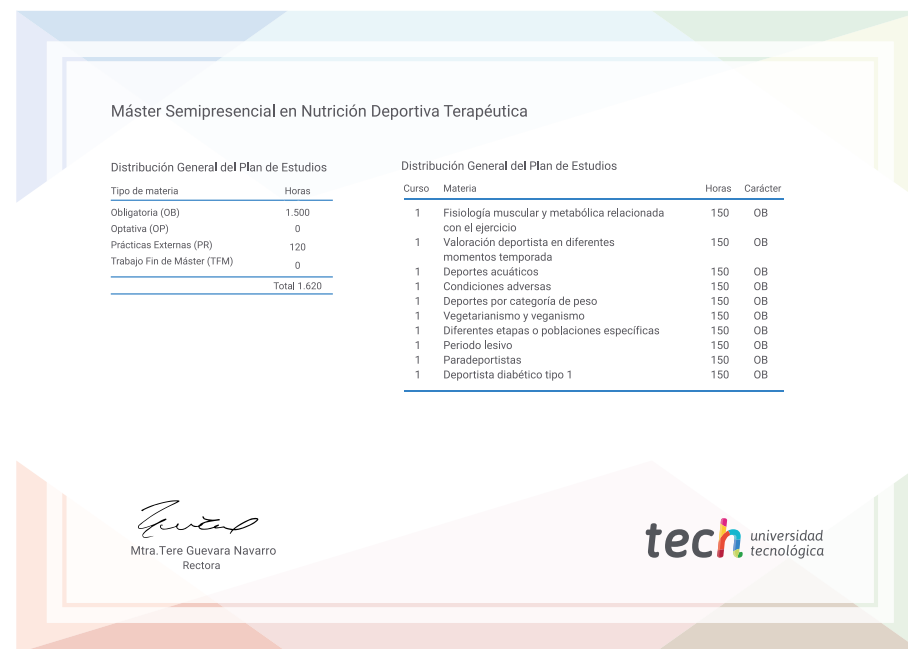 Máster Semipresencial en Nutrición Deportiva Terapéutica
Distribución General del Plan de Estudios
Tipo de materia Horas
Obligatoria (OB) 1.500
Optativa (OP) 0
Prácticas Externas (PR) 120
Trabajo Fin de Máster (TFM) 0
Total 1.620
Distribución General del Plan de Estudios
Curso Materia Horas Carácter
1 Fisiología muscular y metabólica relacionada 150 OB
con el ejercicio
1 Valoración deportista en diferentes 150 OB
momentos temporada
1 Deportes acuáticos 150 OB
1 Condiciones adversas 150 OB
1 Deportes por categoría de peso 150 OB
1 Vegetarianismo y veganismo 150 OB
1 Diferentes etapas o poblaciones específicas 150 OB
1 Periodo lesivo 150 OB
1 Paradeportistas 150 OB
1 Deportista diabético tipo 1 150 OB
Mtra.Tere Guevara Navarro
Rectora
tech universidad
tecnológica